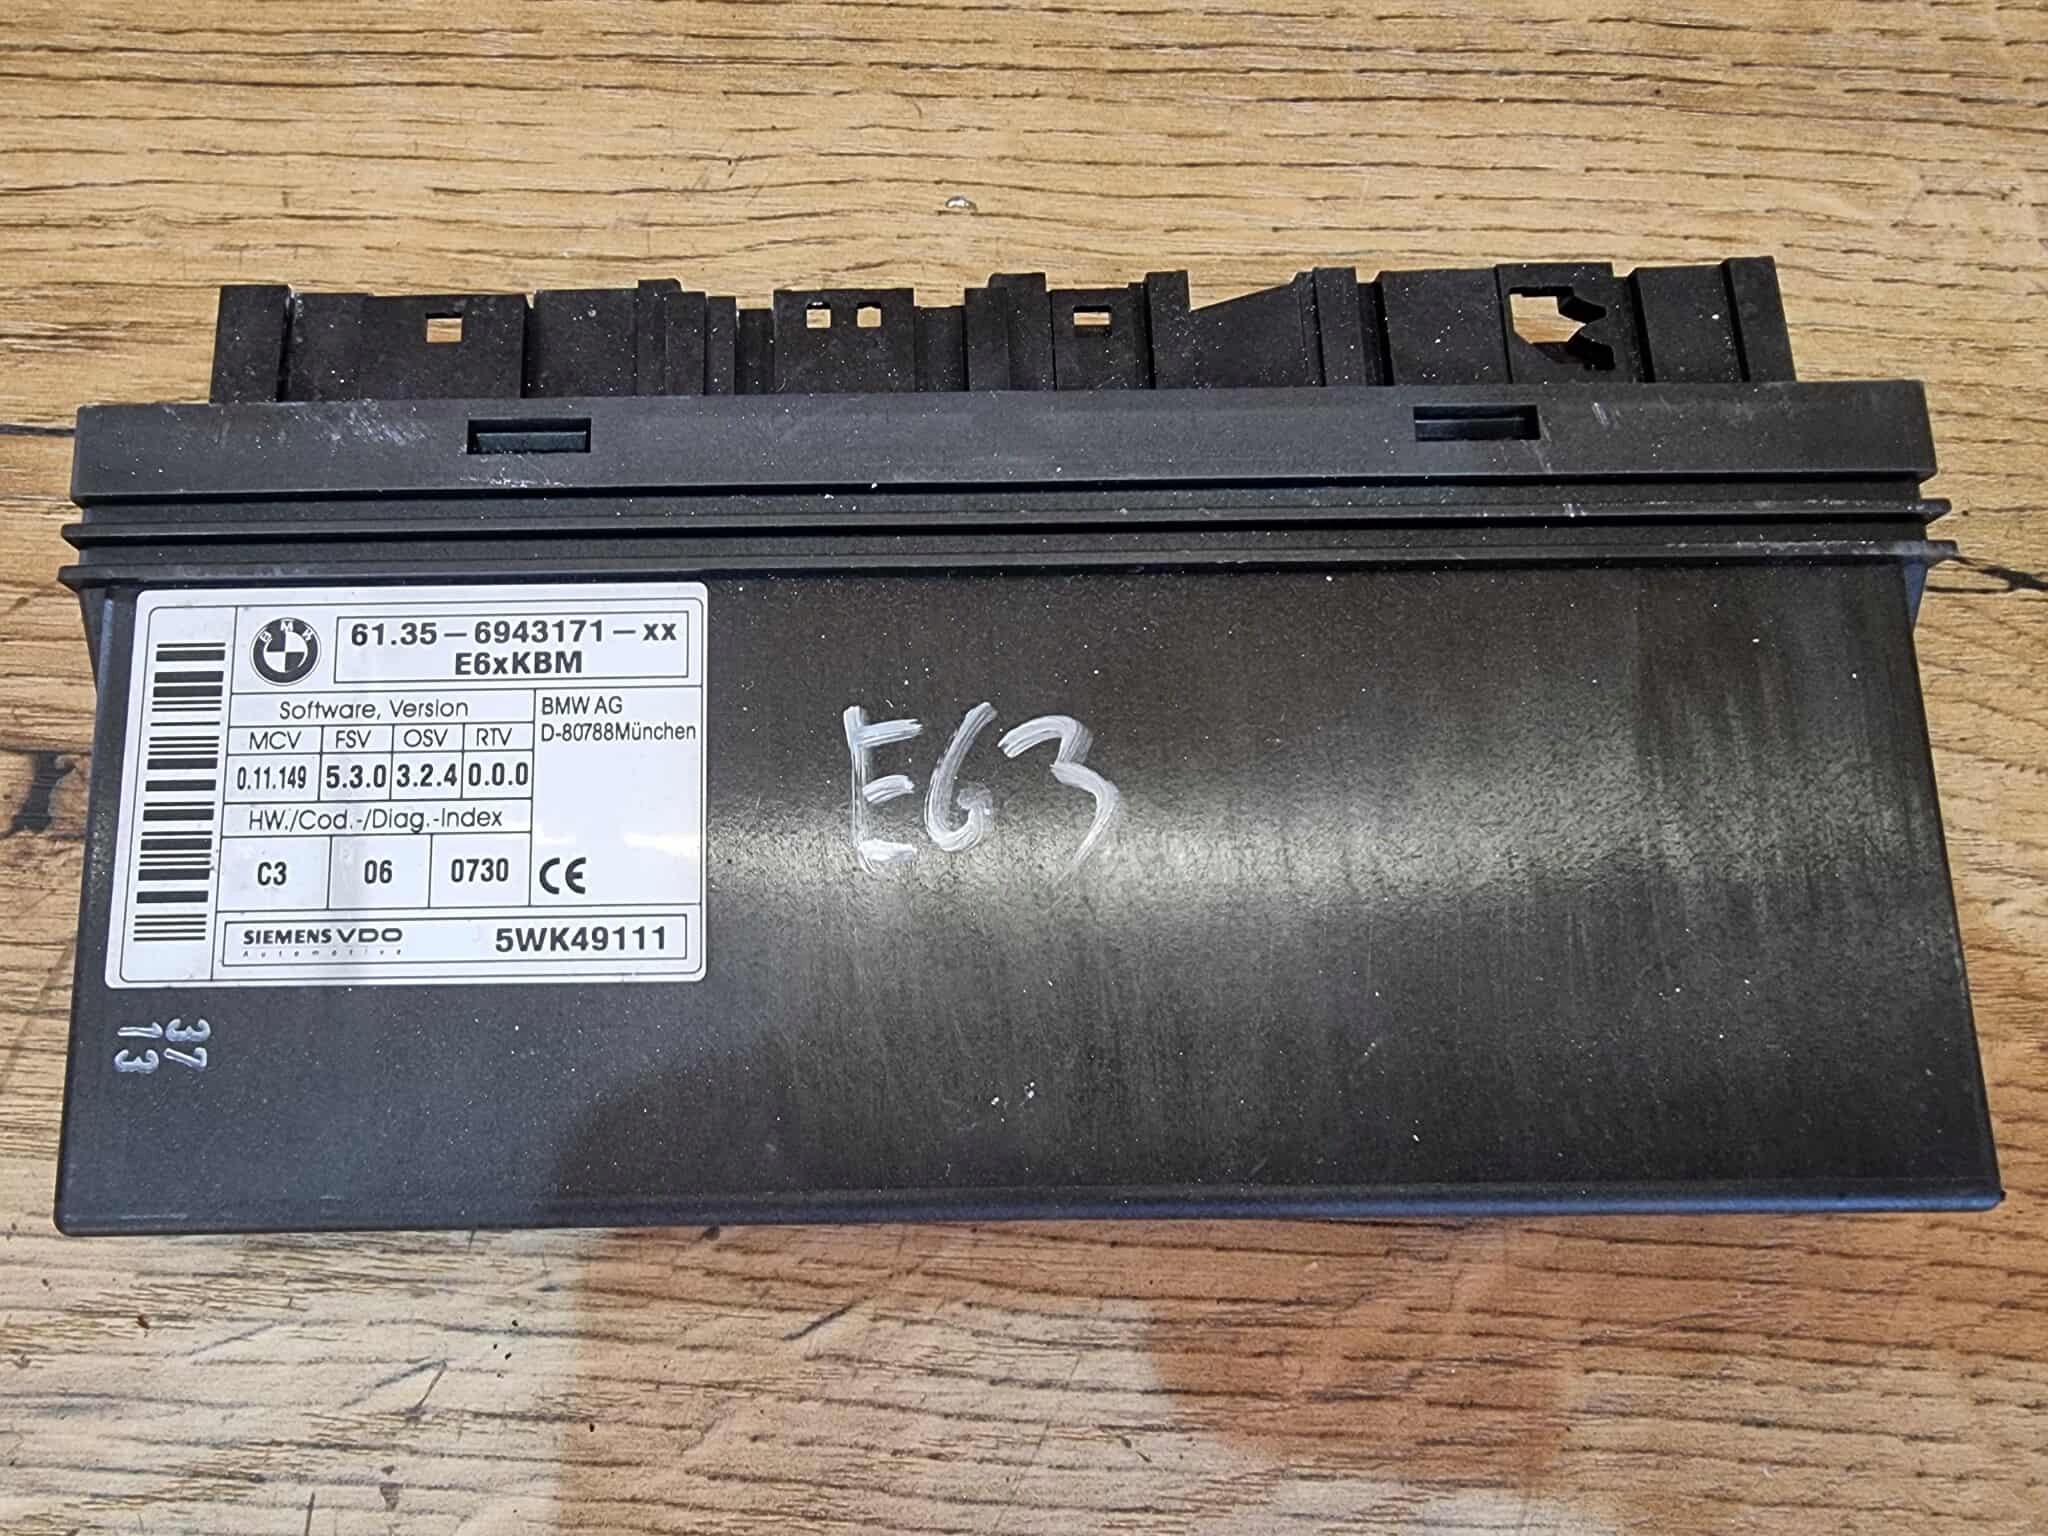 BMW
61.35-6943171-xx
E6xKBM
Software, Version
MCV FSV OSV RTV
0.11.149 5.3.0 3.2.4 0.0.0
HW./Cod.-/Diag.-Index
C3 06 0730
BMW AG
D-80788München
CE
SIEMENS VDO
Automotive
5WK49111
E63
37
13